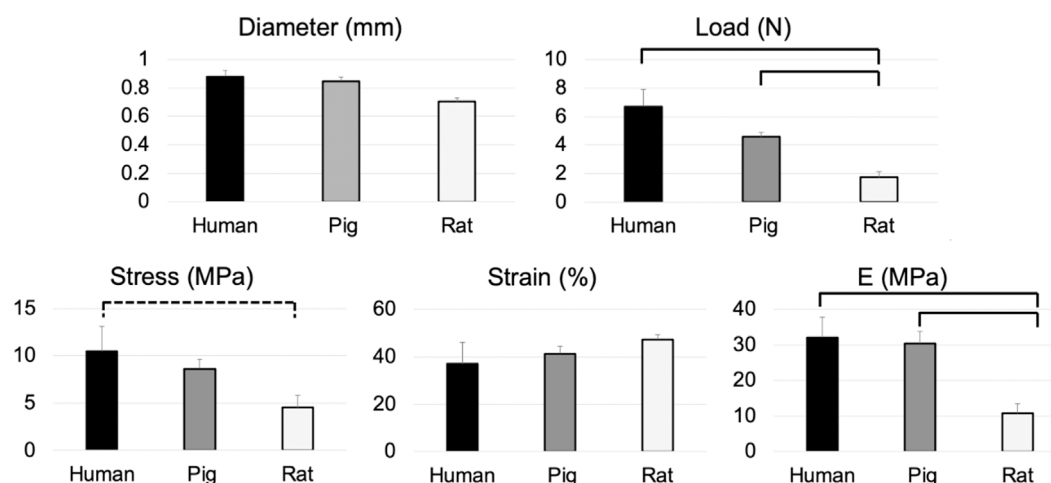 Diameter (mm)
1
0.8
0.6
0.4
0.2
0
Human Pig Rat
Load (N)
10
8
6
4
2
0
Human Pig Rat
Stress (MPa)
15
10
5
0
Human Pig Rat
Strain (%)
60
40
20
0
Human Pig Rat
E (MPa)
40
30
20
10
0
Human Pig Rat